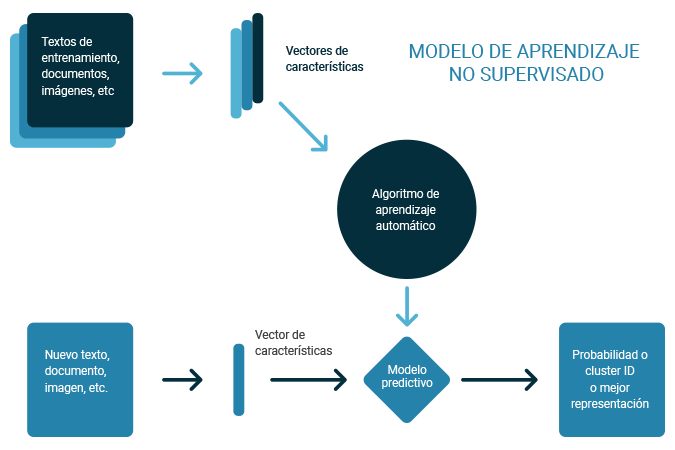 Textos de
entrenamiento,
documentos,
imágenes, etc
Vectores de
características
MODELO DE APRENDIZAJE
NO SUPERVISADO
Algoritmo de
aprendizaje
automático
Nuevo texto,
documento,
imagen, etc.
Vector de
características
Modelo
predictivo
Probabilidad o
cluster ID
o mejor
representación